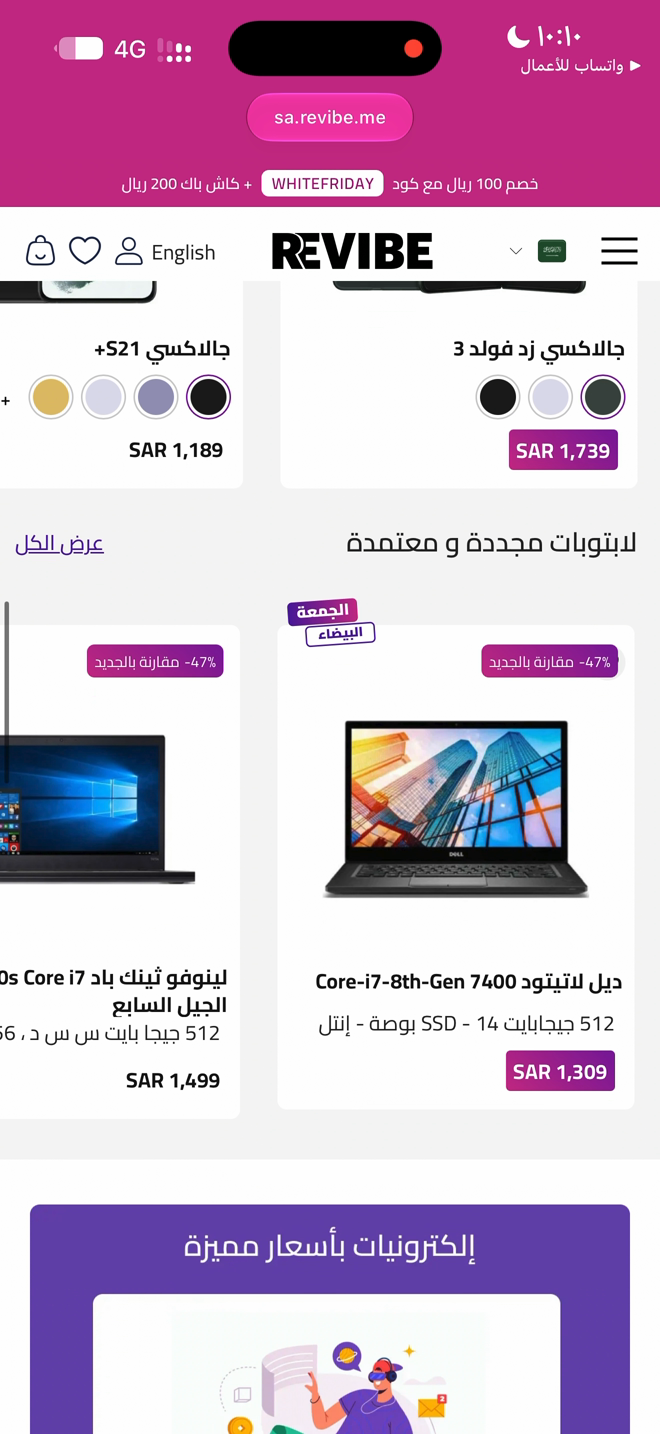 ١٠:١٠
4G
◀ واتساب للأعمال
sa.revibe.me
خصم 100 ريال مع كود WHITEFRIDAY + كاش باك 200 ريال
REVIBE
English
جالاكسي زد فولد 3
SAR 1,739
جالاكسي S21+
+
SAR 1,189
لابتوبات مجددة و معتمدة
عرض الكل
الجمعة
البيضاء
-47% مقارنة بالجديد
DELL
ديل لاتيتود 7400 Core-i7-8th-Gen
512 جيجابايت SSD - 14 بوصة - إنتل
SAR 1,309
-47% مقارنة بالجديد
لينوفو ثينك باد 0s Core i7
الجيل السابع
512 جيجا بايت س س د ، 56
SAR 1,499
إلكترونيات بأسعار مميزة
2